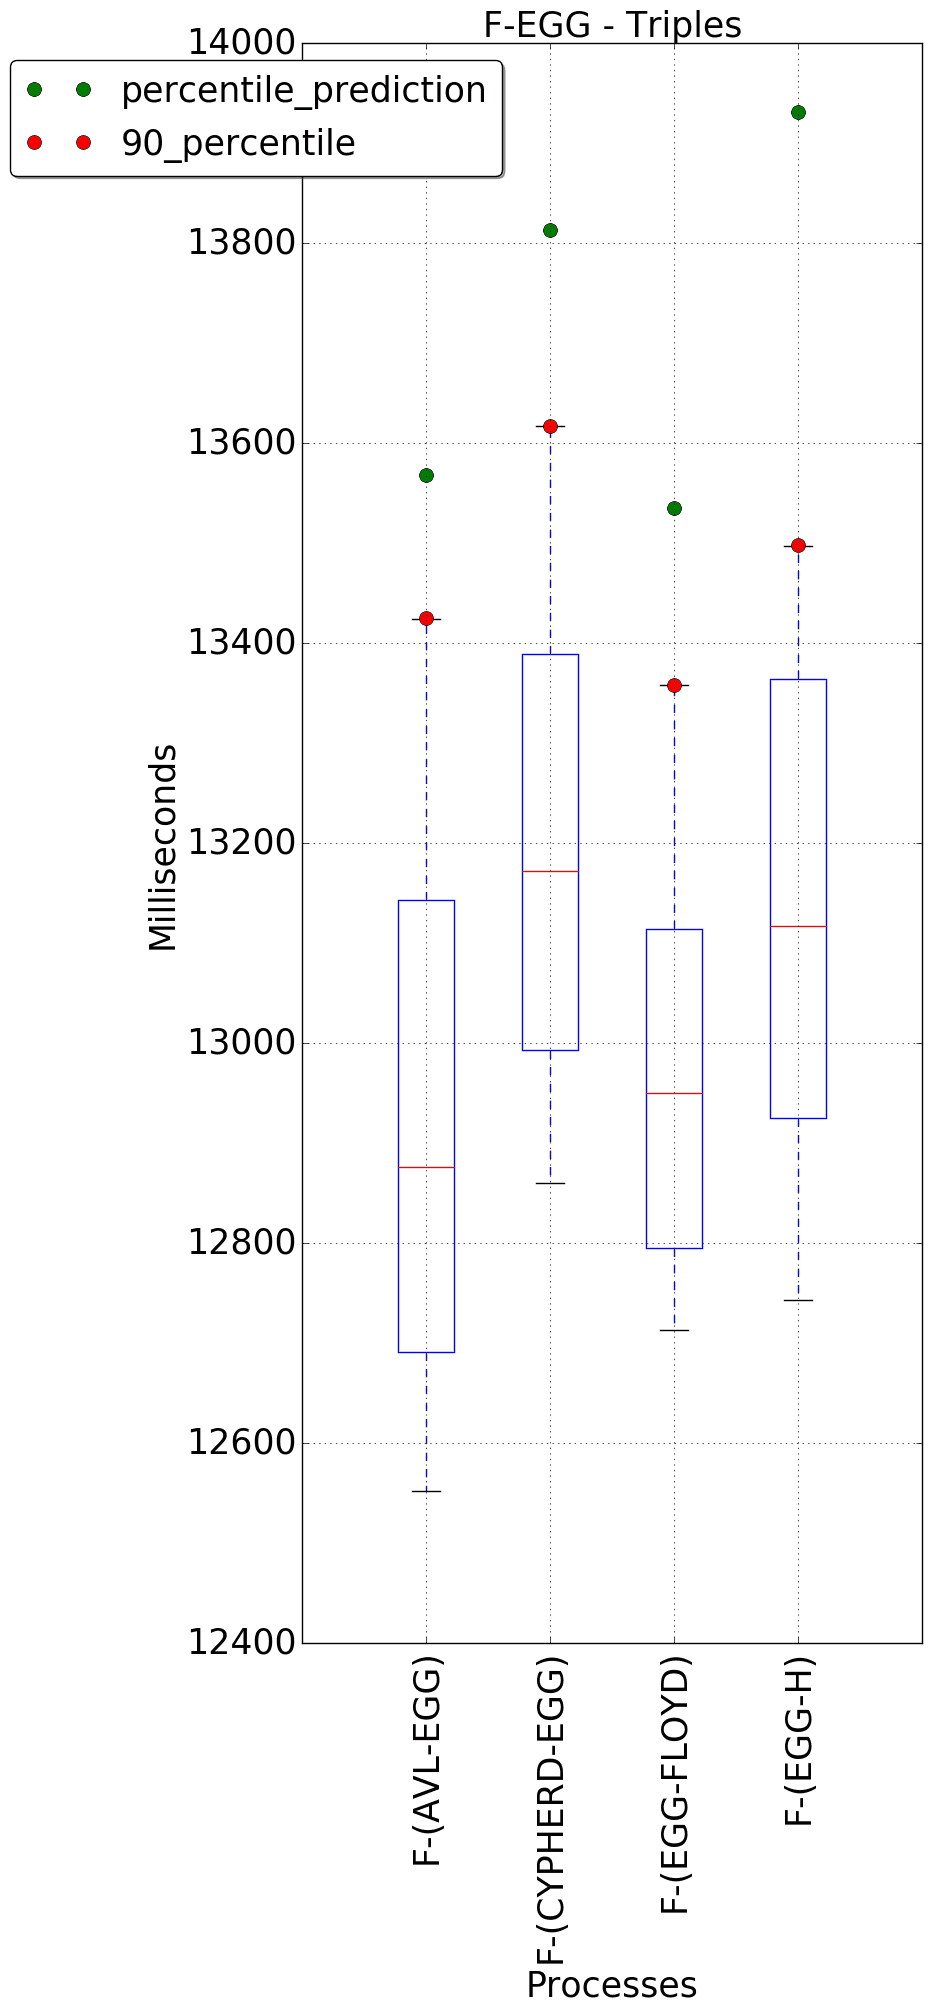 F-EGG - Triples
percentile_prediction
90_percentile
14000
13800
13600
13400
13200
13000
12800
12600
12400
Milliseconds
F-(AVL-EGG)
F-(CYPHERD-EGG)
F-(EGG-FLOYD)
F-(EGG-H)
Processes